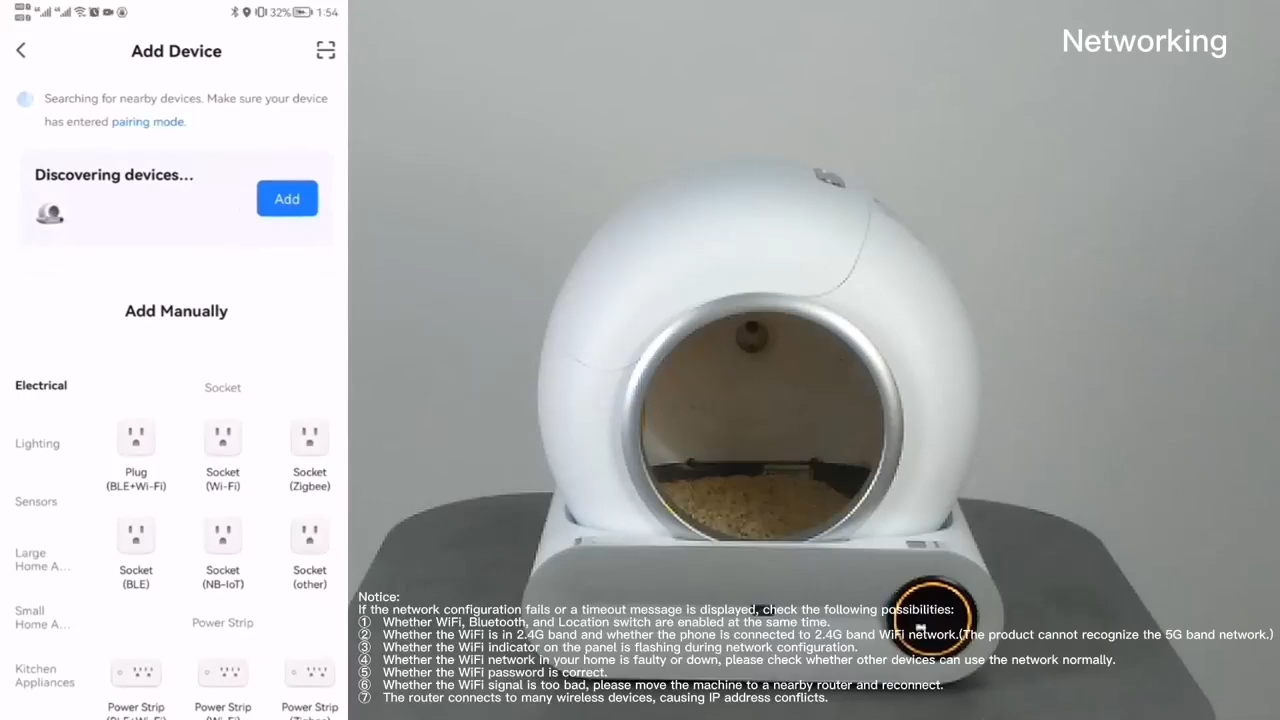 32%
1:54
Add Device
Searching for nearby devices. Make sure your device
has entered pairing mode.
Discovering devices...
Add
Add Manually
Electrical
Lighting
Sensors
Large
Home A...
Small
Home A...
Kitchen
Appliances
Socket
Plug
(BLE+Wi-Fi)
Socket
(Wi-Fi)
Socket
(Zigbee)
Socket
(BLE)
Socket
(NB-IoT)
Socket
(other)
Power Strip
Power Strip
Power Strip
Power Strip
Networking
Notice:
If the network configuration fails or a timeout message is displayed, check the following possibilities:
① Whether WiFi, Bluetooth, and Location switch are enabled at the same time.
② Whether the WiFi is in 2.4G band and whether the phone is connected to 2.4G band WiFi network.(The product cannot recognize the 5G band network.)
③ Whether the WiFi indicator on the panel is flashing during network configuration.
④ Whether the WiFi network in your home is faulty or down, please check whether other devices can use the network normally.
⑤ Whether the WiFi password is correct.
⑥ Whether the WiFi signal is too bad, please move the machine to a nearby router and reconnect.
⑦ The router connects to many wireless devices, causing IP address conflicts.